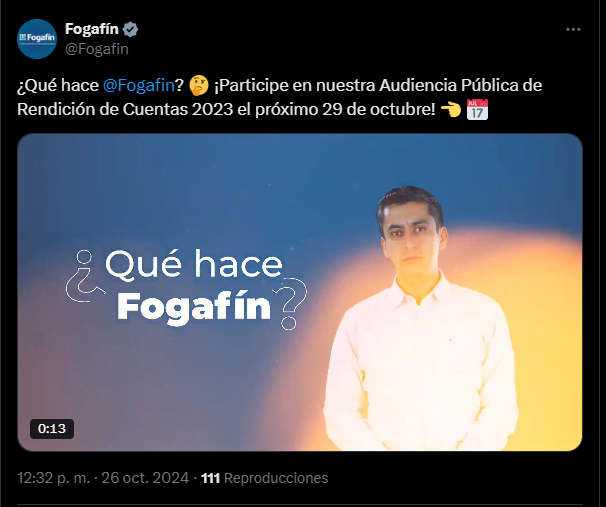 Fogafín
Fogafín
@Fogafin
¿Qué hace @Fogafin? 🤔 ¡Participe en nuestra Audiencia Pública de
Rendición de Cuentas 2023 el próximo 29 de octubre! 👈 📅
¿Qué hace
Fogafín?
0:13
12:32 p. m. · 26 oct. 2024 · 111 Reproducciones